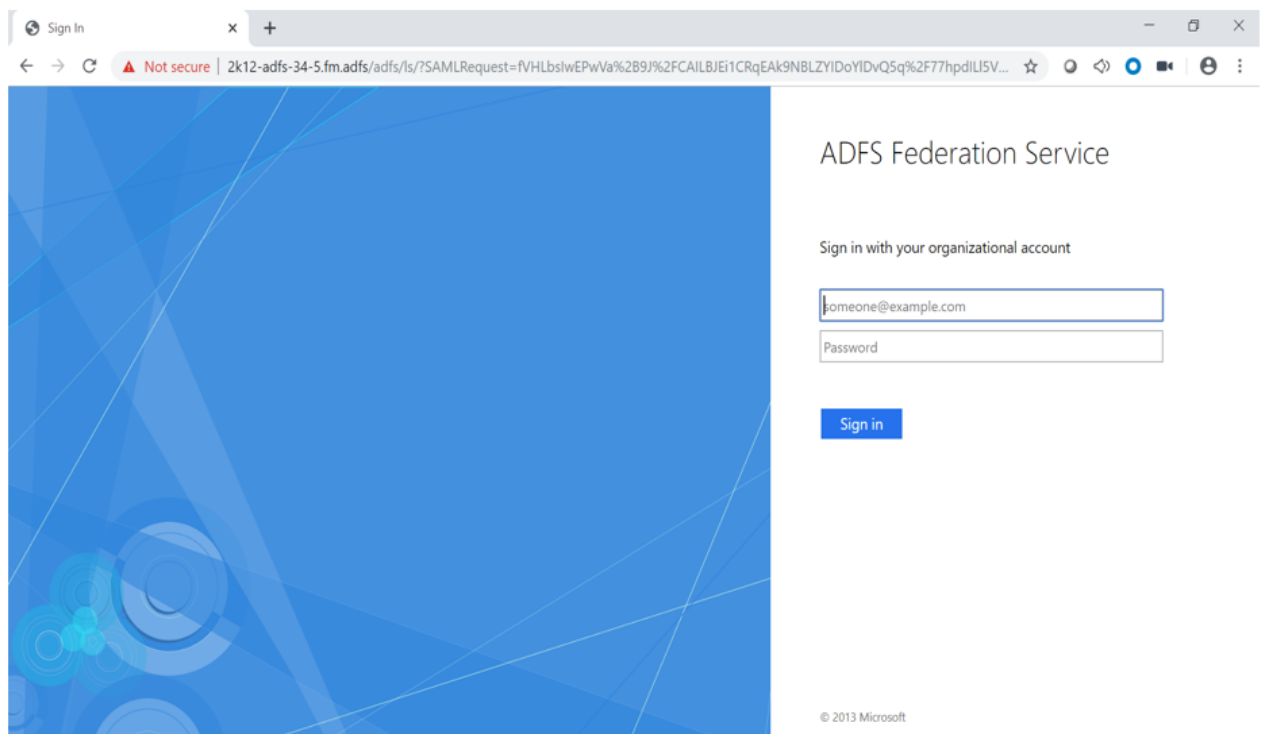 Sign In
Not secure | 2k12-adfs-34-5.fm.adfs/adfs/ls/?SAMLRequest=fVHLbsIwEPwVa%2B9J%2FCAILBJEi1CRqEAk9NBLZYIDoYlDvQ5q%2F77hpdILl5V...
ADFS Federation Service
Sign in with your organizational account
someone@example.com
Password
Sign in
© 2013 Microsoft